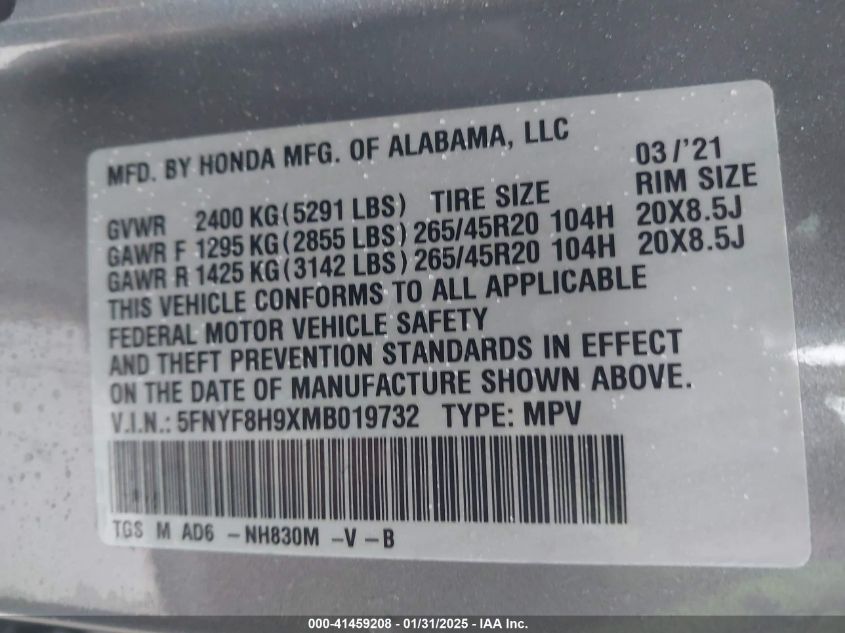 MFD. BY HONDA MFG. OF ALABAMA, LLC 03/'21
GVWR 2400 KG(5291 LBS) TIRE SIZE RIM SIZE
GAWR F 1295 KG(2855 LBS) 265/45R20 104H 20X8.5J
GAWR R 1425 KG(3142 LBS) 265/45R20 104H 20X8.5J
THIS VEHICLE CONFORMS TO ALL APPLICABLE
FEDERAL MOTOR VEHICLE SAFETY
AND THEFT PREVENTION STANDARDS IN EFFECT
ON THE DATE OF MANUFACTURE SHOWN ABOVE.
V.I.N.: 5FNYF8H9XMB019732 TYPE: MPV
TGS M AD6 -NH830M -V -B
000-41459208 - 01/31/2025 - IAA Inc.